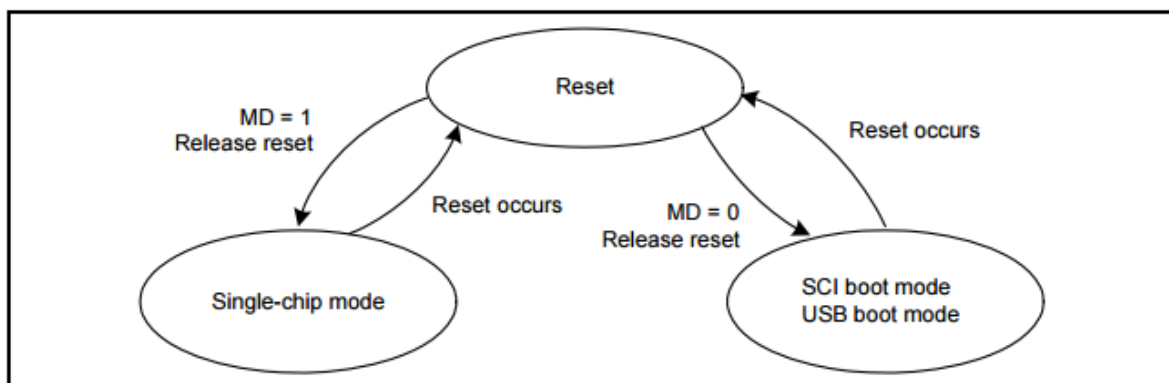 Reset
MD = 1
Release reset
Reset occurs
Reset occurs
MD = 0
Release reset
Single-chip mode
SCI boot mode
USB boot mode